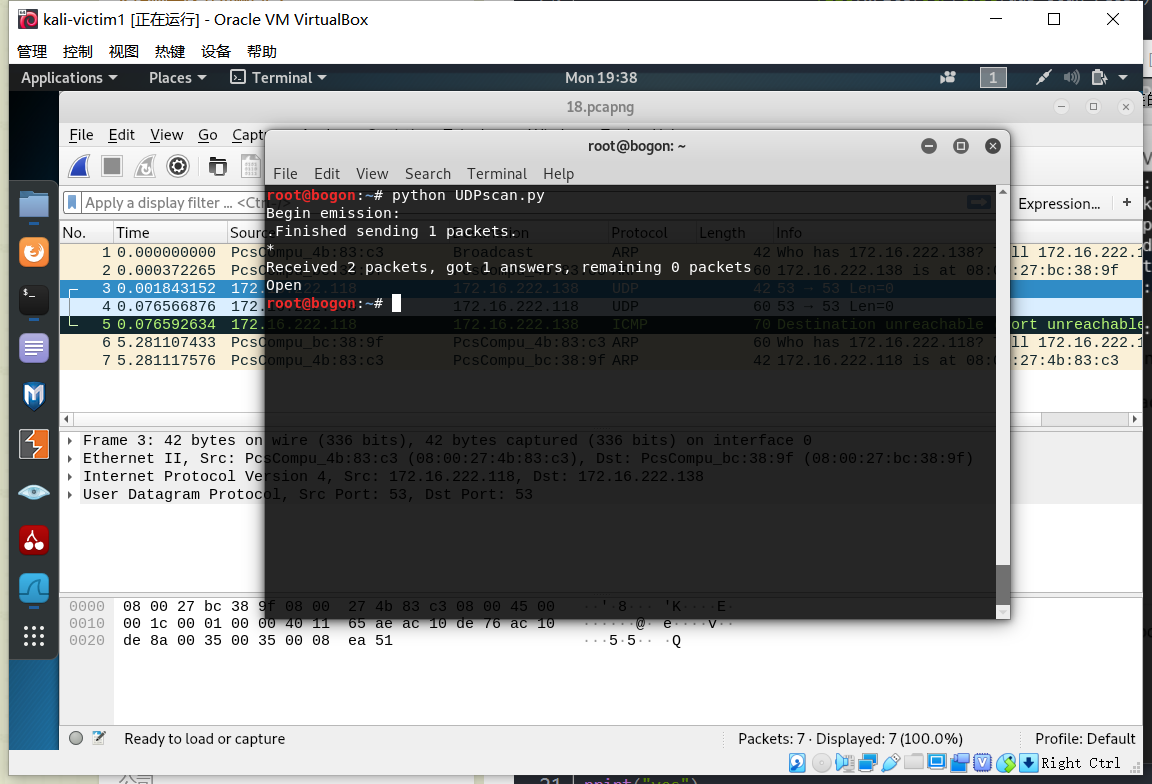 kali-victim1 [正在运行] - Oracle VM VirtualBox
管理 控制 视图 热键 设备 帮助
Applications Places Terminal Mon 19:38 1
18.pcapng
File Edit View Go Capt
root@bogon: ~
File Edit View Search Terminal Help
Apply a display filter ... <Ctr
Expression... +
root@bogon:~# python UDPscan.py
Begin emission:
.Finished sending 1 packets.
*
Received 2 packets, got 1 answers, remaining 0 packets
Open
root@bogon:~#
No. Time Source Protocol Length Info
1 0.000000000 PcsCompu_4b:83:c3 Broadcast ARP 42 Who has 172.16.222.138? ll 172.16.222.1
2 0.000372265 60 172.16.222.138 is at 08:00:27:bc:38:9f
3 0.001843152 172.16.222.118 172.16.222.138 UDP 42 53 → 53 Len=0
4 0.076566876 172. 172.16.222.118 UDP 60 53 → 53 Len=0
5 0.076592634 172.16.222.118 172.16.222.138 ICMP 70 Destination unreachable ort unreachable
6 5.281107433 PcsCompu_bc:38:9f PcsCompu_4b:83:c3 ARP 60 Who has 172.16.222.118? ll 172.16.222.1
7 5.281117576 PcsCompu_4b:83:c3 PcsCompu_bc:38:9f ARP 42 172.16.222.118 is at 08:00:27:4b:83:c3
Frame 3: 42 bytes on wire (336 bits), 42 bytes captured (336 bits) on interface 0
Ethernet II, Src: PcsCompu_4b:83:c3 (08:00:27:4b:83:c3), Dst: PcsCompu_bc:38:9f (08:00:27:bc:38:9f)
Internet Protocol Version 4, Src: 172.16.222.118, Dst: 172.16.222.138
User Datagram Protocol, Src Port: 53, Dst Port: 53
0000 08 00 27 bc 38 9f 08 00 27 4b 83 c3 08 00 45 00 ··'·8··· 'K····E·
0010 00 1c 00 01 00 00 40 11 65 ae ac 10 de 76 ac 10 ······@· e····v··
0020 de 8a 00 35 00 35 00 08 ea 51 ···5·5·· ·Q
Ready to load or capture
Packets: 7 · Displayed: 7 (100.0%)
Profile: Default
Right Ctrl
21 print("yes")